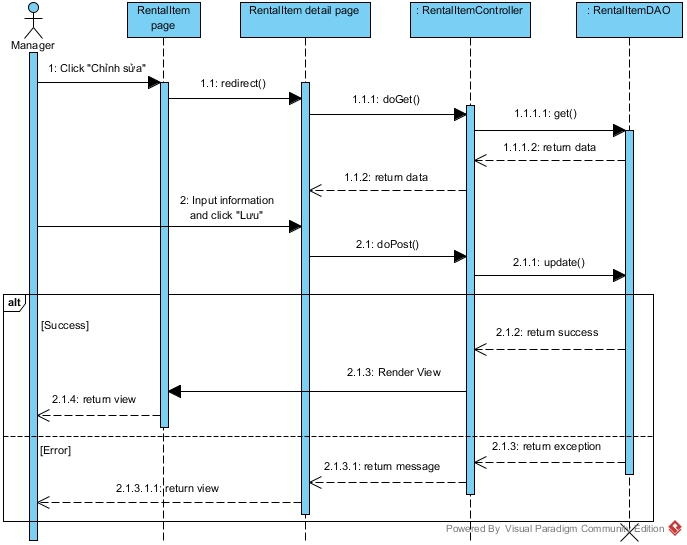 RentalItem
page
RentalItem detail page
: RentalItemController
: RentalItemDAO
Manager
1: Click "Chỉnh sửa"
1.1: redirect()
1.1.1: doGet()
1.1.1.1: get()
1.1.1.2: return data
1.1.2: return data
2: Input information
and click "Lưu"
2.1: doPost()
2.1.1: update()
alt
[Success]
2.1.2: return success
2.1.3: Render View
2.1.4: return view
[Error]
2.1.3: return exception
2.1.3.1: return message
2.1.3.1.1: return view
Powered By Visual Paradigm Community Edition